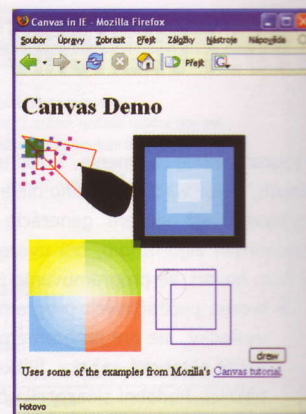 Canvas in IE - Mozilla Firefox
Soubor Úpravy Zobrazit Přejít Záložky Nástroje Nápověda
Přejít
Canvas Demo
draw
Uses some of the examples from Mozilla's Canvas tutorial
Hotovo